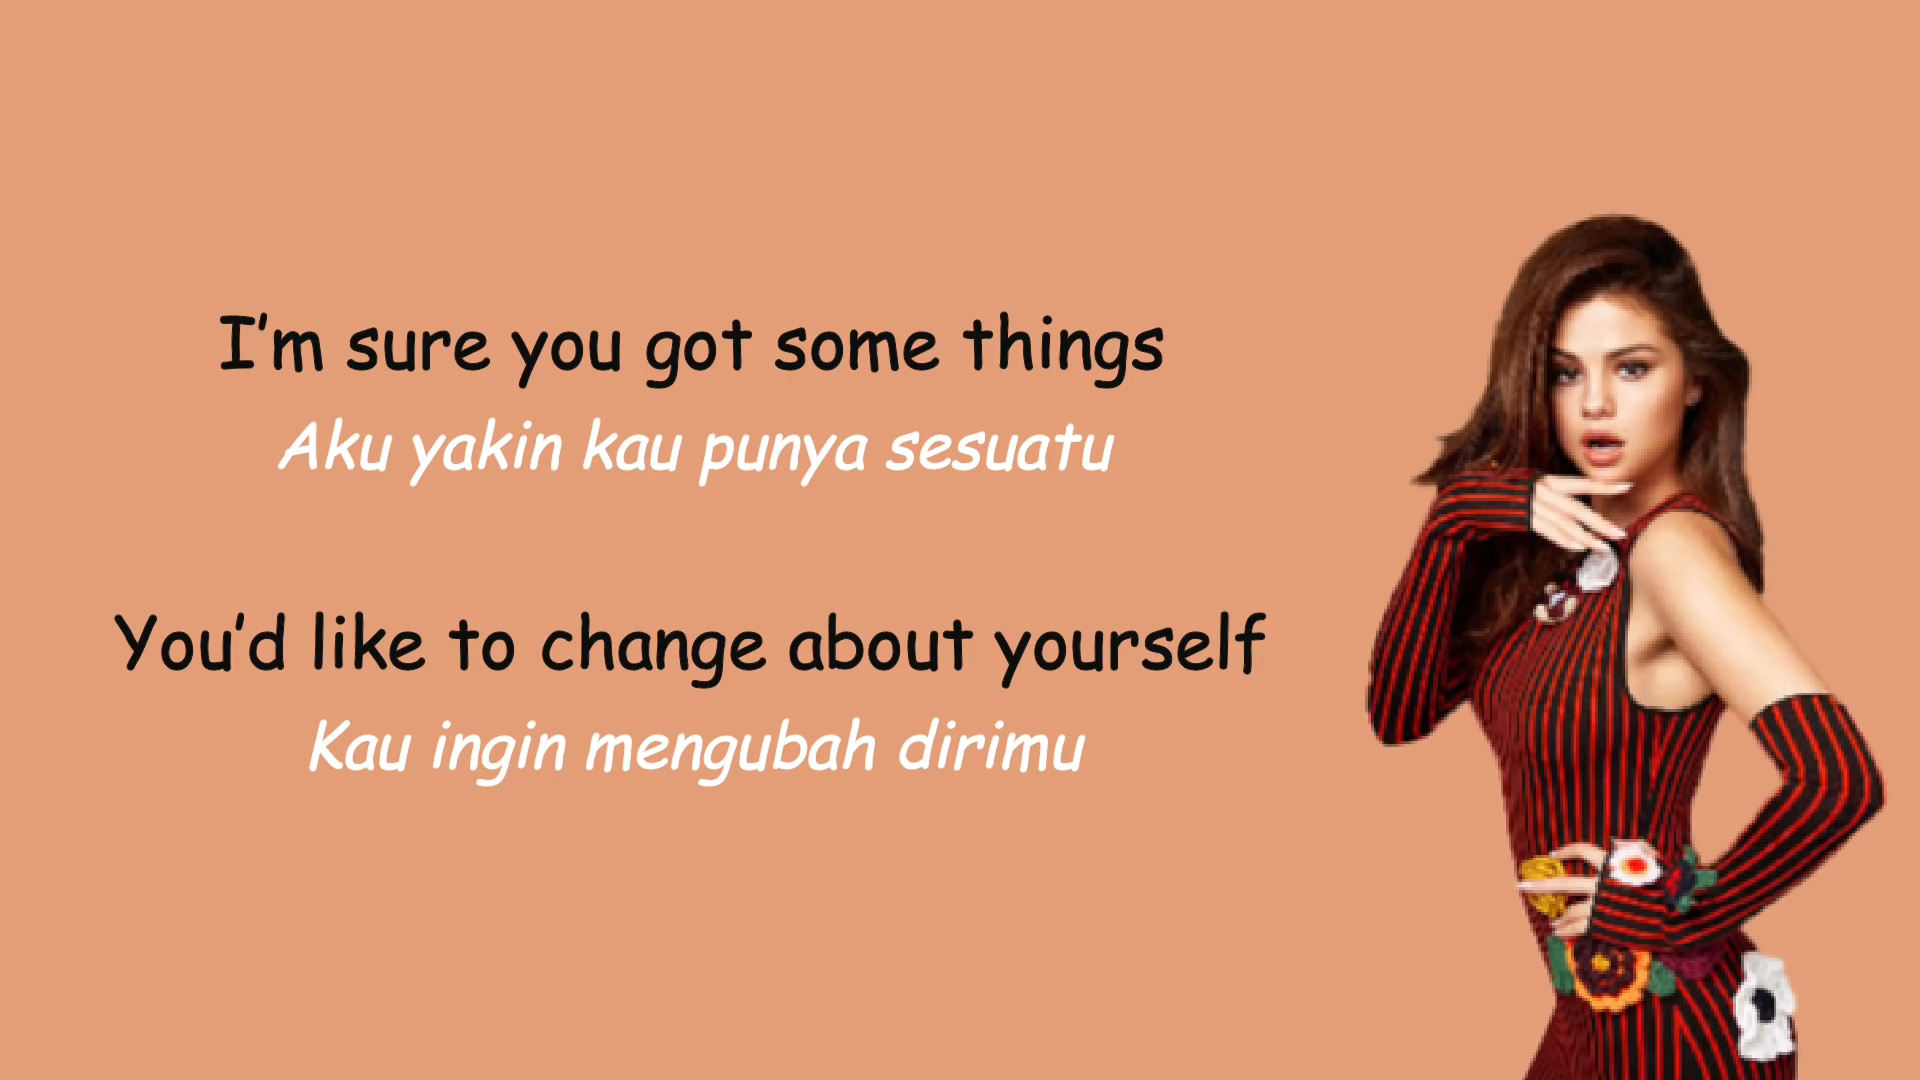 I’m sure you got some things
Aku yakin kau punya sesuatu
You’d like to change about yourself
Kau ingin mengubah dirimu